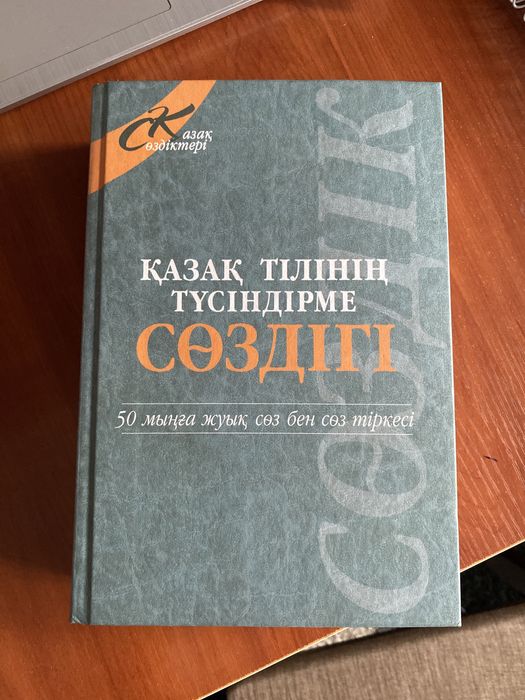 Қазақ
Сөздіктері
ҚАЗАҚ ТІЛІНІҢ
ТҮСІНДІРМЕ
СӨЗДІГІ
50 мыңға жуық сөз бен сөз тіркесі
СӨЗДІК